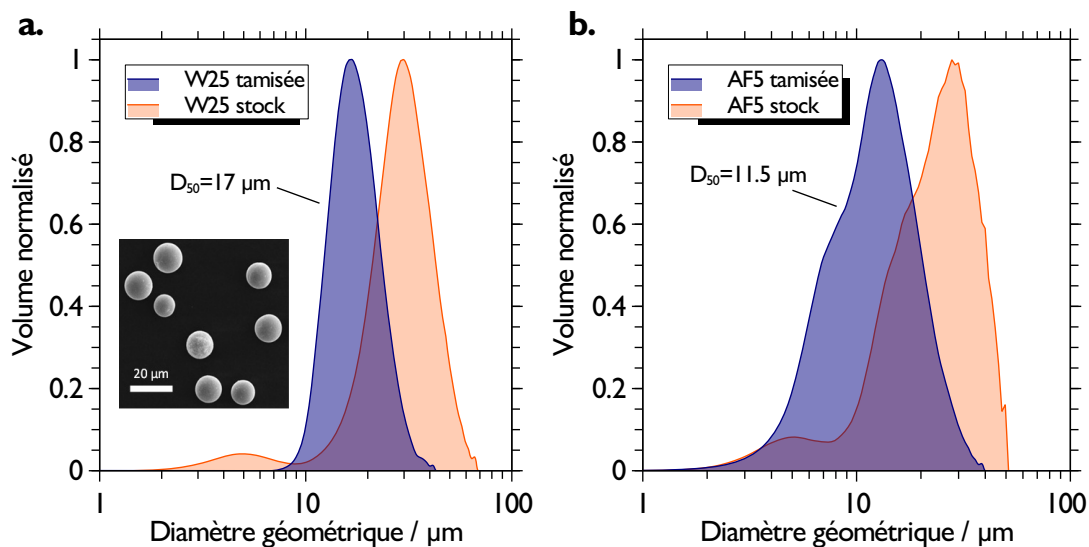 a.
Volume normalisé
1
0.8
0.6
0.4
0.2
0
W25 tamisée
W25 stock
D₅₀=17 µm
20 µm
1
10
100
Diamètre géométrique / µm
b.
Volume normalisé
1
0.8
0.6
0.4
0.2
0
AF5 tamisée
AF5 stock
D₅₀=11.5 µm
1
10
100
Diamètre géométrique / µm